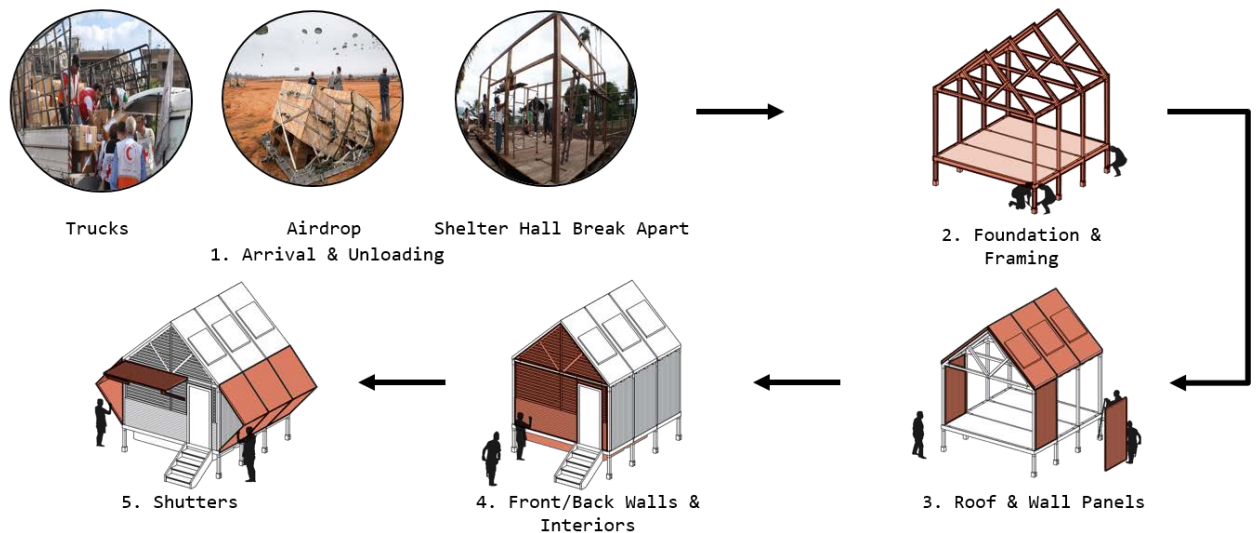 Trucks
Airdrop
Shelter Hall Break Apart
1. Arrival & Unloading
2. Foundation &
Framing
3. Roof & Wall Panels
4. Front/Back Walls &
Interiors
5. Shutters